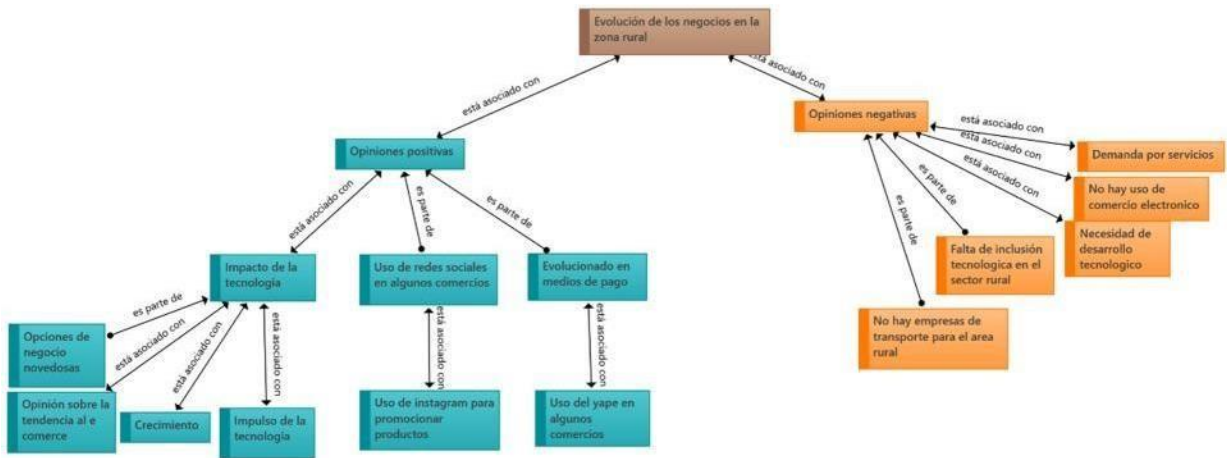 Evolución de los negocios en la
zona rural
está asociado con
está asociado con
Opiniones negativas
Opiniones positivas
está asociado con
está asociado con
está asociado con
Demanda por servicios
No hay uso de
comercio electronico
Necesidad de
desarrollo
tecnologico
es parte de
es parte de
Falta de inclusión
tecnologica en el
sector rural
No hay empresas de
transporte para el area
rural
está asociado con
es parte de
es parte de
Impacto de la
tecnología
Uso de redes sociales
en algunos comercios
Evolucionado en
medios de pago
es parte de
está asociado con
está asociado con
está asociado con
está asociado con
está asociado con
Opciones de
negocio
novedosas
Opinión sobre la
tendencia al e
comerce
Crecimiento
Impulso de la
tecnología
Uso de instagram para
promocionar
productos
Uso del yape en
algunos
comercios